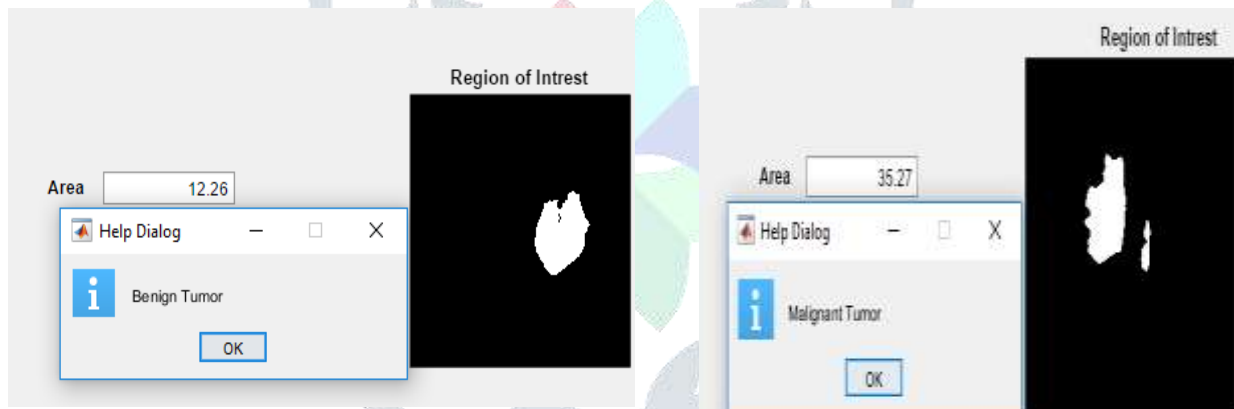 Region of Intrest
Area 12.26
Help Dialog
Benign Tumor
OK
Region of Intrest
Area 35.27
Help Dialog
Malignant Tumor
OK